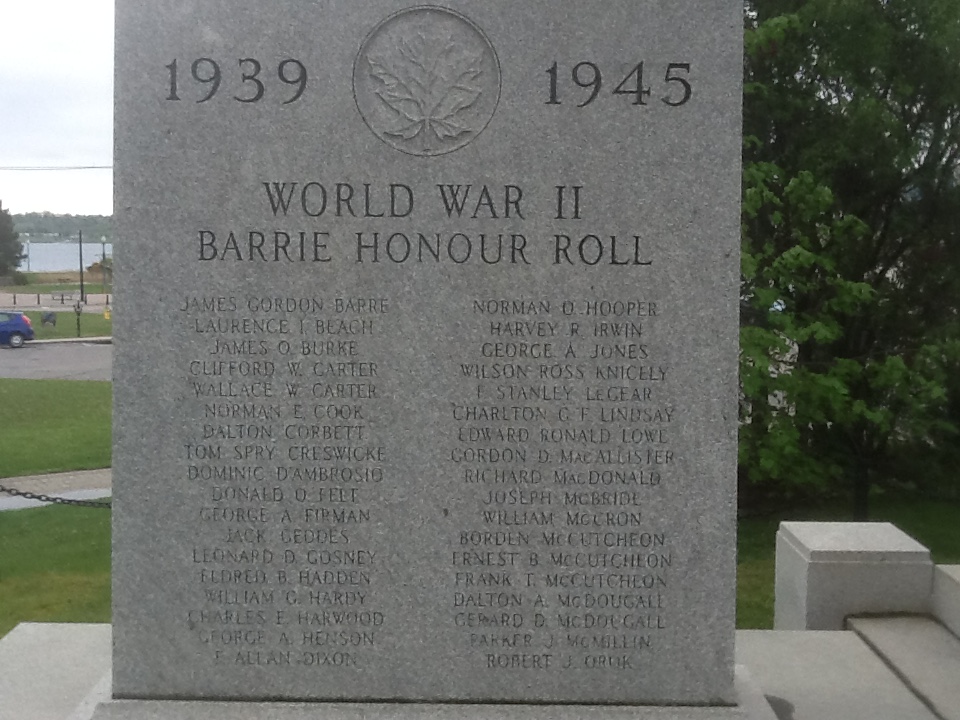 1939 1945
WORLD WAR II
BARRIE HONOUR ROLL
JAMES GORDON BARRE
LAURENCE I. BEACH
JAMES O. BURKE
CLIFFORD W. CARTER
WALLACE W. CARTER
NORMAN E. COOK
DALTON CORBETT
TOM SPRY CRESWICKE
DOMINIC D'AMBROSIO
DONALD O. FELT
GEORGE A. FIRMAN
JACK GEDDES
LEONARD D. GOSNEY
ELDRED B. HADDEN
WILLIAM G. HARDY
CHARLES E. HARWOOD
GEORGE A. HENSON
F. ALLAN DIXON
NORMAN O. HOOPER
HARVEY R. IRWIN
GEORGE A. JONES
WILSON ROSS KNICELY
F. STANLEY LEGEAR
CHARLTON G. F. LINDSAY
EDWARD RONALD LOWE
GORDON D. MACALLISTER
RICHARD MACDONALD
JOSEPH MCBRIDE
WILLIAM MCCRON
BORDEN MCCUTCHEON
ERNEST B. MCCUTCHEON
FRANK T. MCCUTCHEON
DALTON A. MCDOUGALL
GERARD D. MCDOUGALL
PARKER J. MCMILLIN
ROBERT J. ORUK